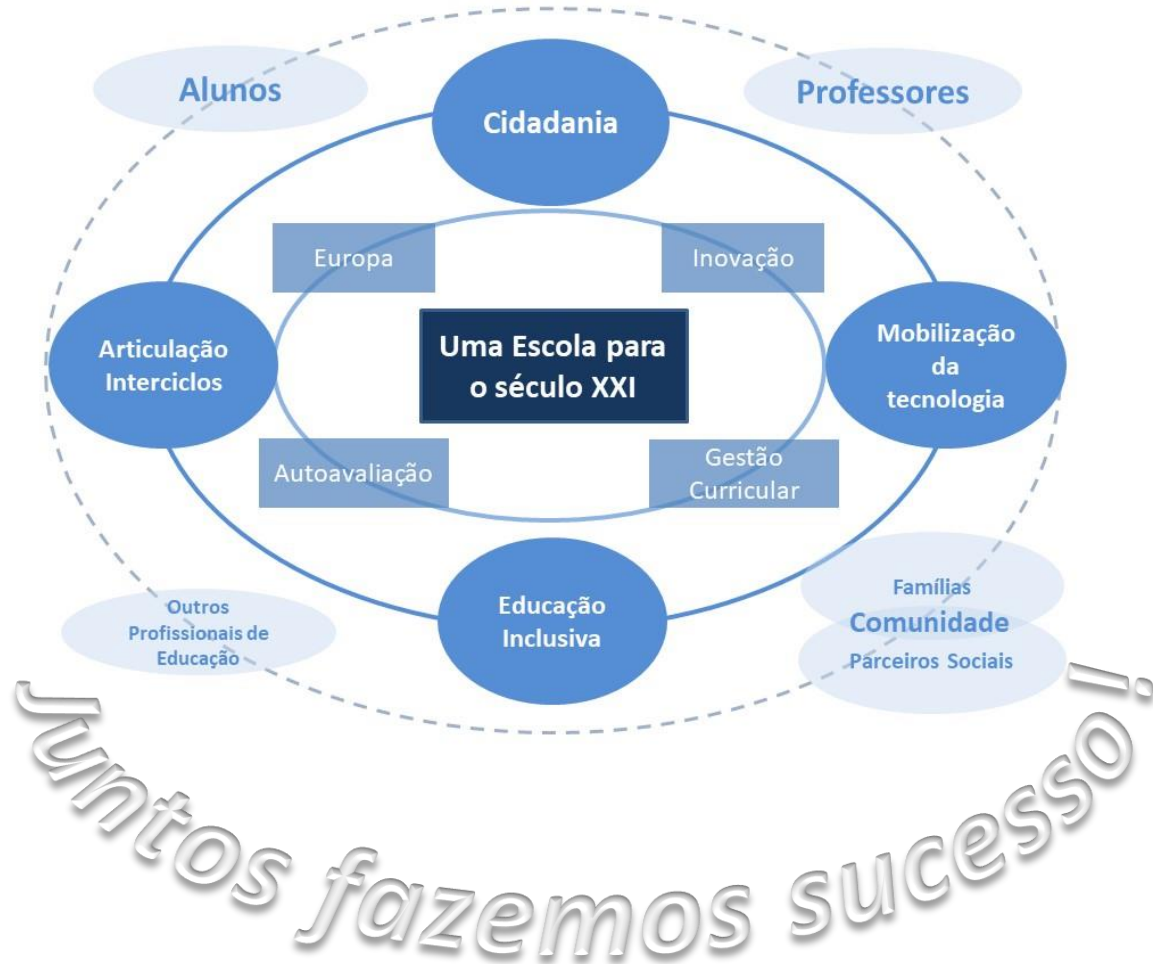 Alunos
Professores
Cidadania
Europa
Inovação
Articulação
Interciclos
Uma Escola para
o século XXI
Mobilização
da
tecnologia
Autoavaliação
Gestão
Curricular
Outros
Profissionais de
Educação
Educação
Inclusiva
Famílias
Comunidade
Parceiros Sociais
Juntos fazemos sucesso!